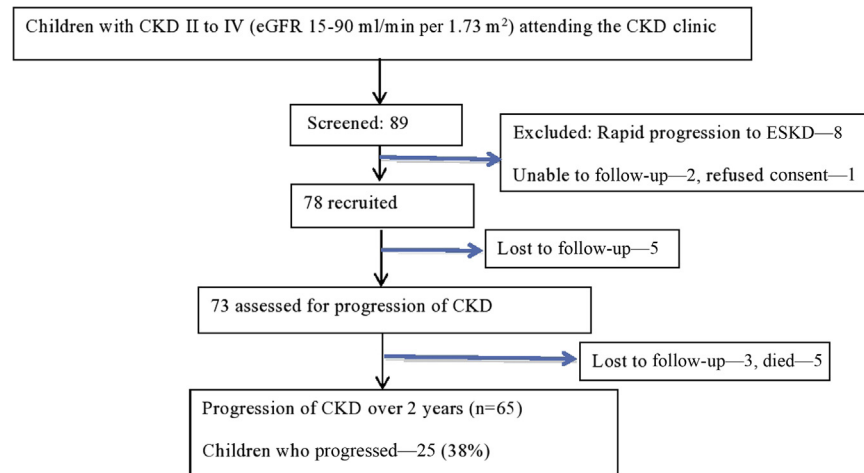 Children with CKD II to IV (eGFR 15-90 ml/min per 1.73 m²) attending the CKD clinic
Screened: 89
Excluded: Rapid progression to ESKD—8
Unable to follow-up—2, refused consent—1
78 recruited
Lost to follow-up—5
73 assessed for progression of CKD
Lost to follow-up—3, died—5
Progression of CKD over 2 years (n=65)
Children who progressed—25 (38%)